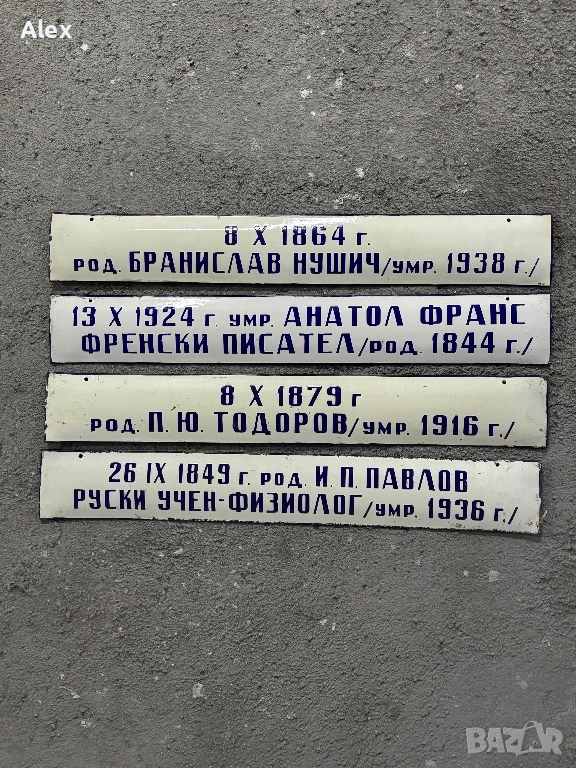 Alex
8 X 1864 г.
род. БРАНИСЛАВ НУШИЧ/умр. 1938 г./
13 X 1924 г. умр. АНАТОЛ ФРАНС
ФРЕНСКИ ПИСАТЕЛ/род. 1844 г./
8 X 1879 г
род. П. Ю. ТОДОРОВ/умр. 1916 г./
26 IX 1849 г. род. И. П. ПАВЛОВ
РУСКИ УЧЕН-ФИЗИОЛОГ/умр. 1936 г./
BAZAR